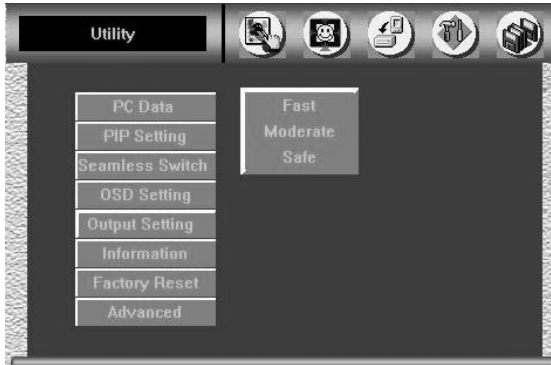 Utility
PC Data
PIP Setting
Seamless Switch
OSD Setting
Output Setting
Information
Factory Reset
Advanced
Fast
Moderate
Safe